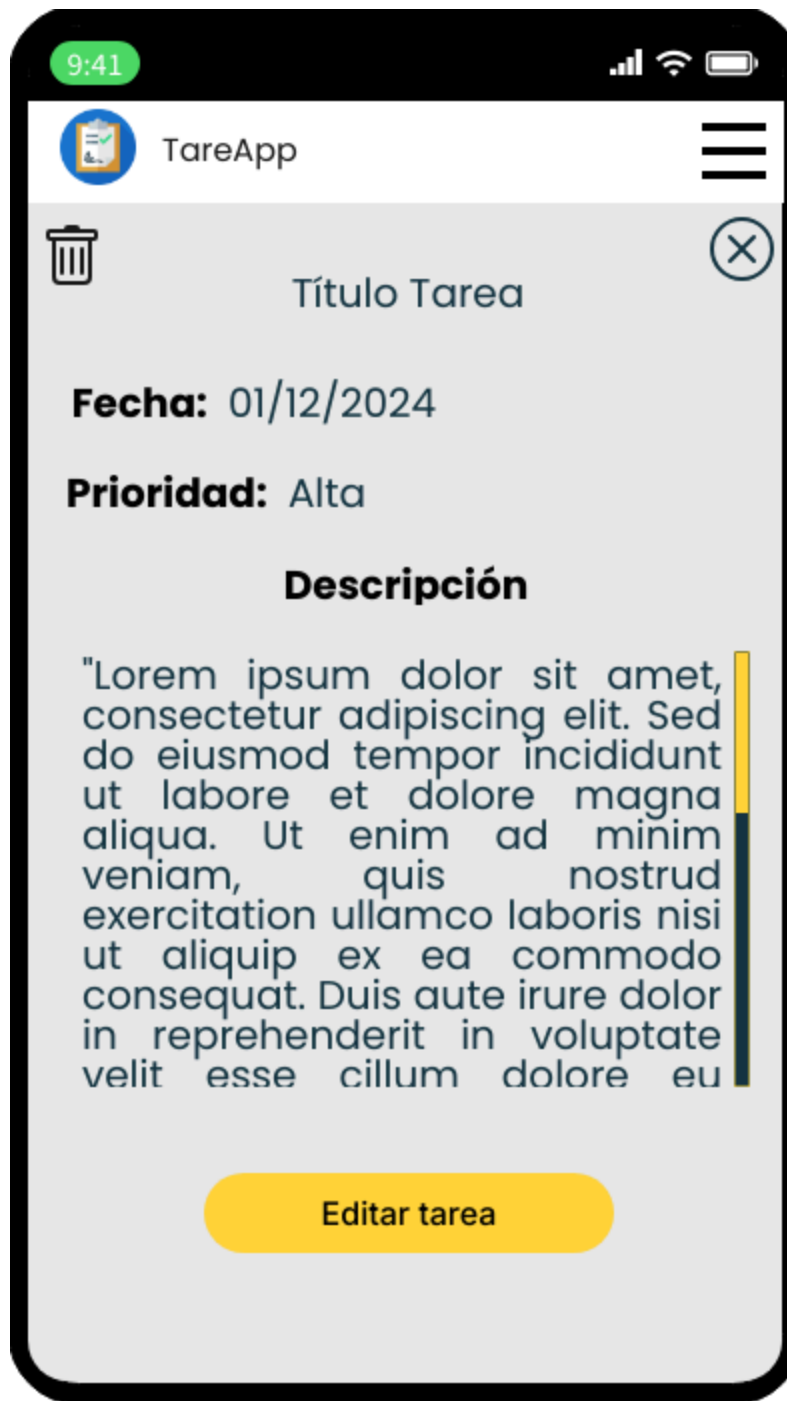 9:41
TareApp
Título Tarea
Fecha: 01/12/2024
Prioridad: Alta
Descripción
"Lorem ipsum dolor sit amet,
consectetur adipiscing elit. Sed
do eiusmod tempor incididunt
ut labore et dolore magna
aliqua. Ut enim ad minim
veniam, quis nostrud
exercitation ullamco laboris nisi
ut aliquip ex ea commodo
consequat. Duis aute irure dolor
in reprehenderit in voluptate
velit esse cillum dolore eu
Editar tarea